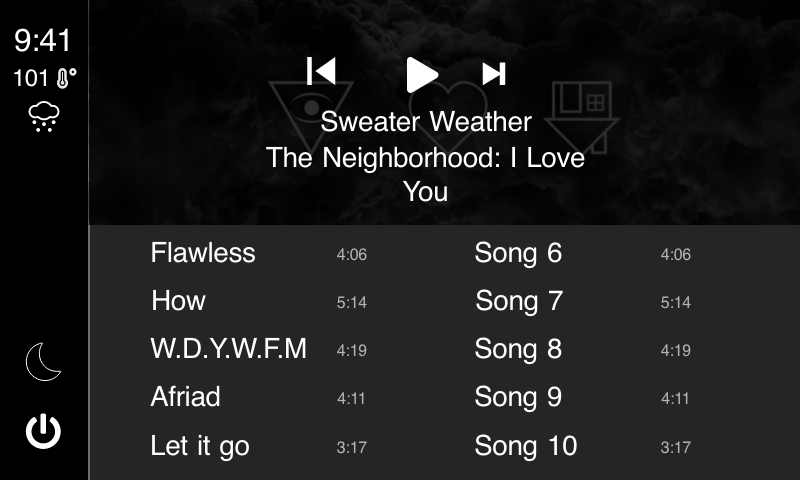 9:41
101 °
Sweater Weather
The Neighborhood: I Love
You
Flawless 4:06 Song 6 4:06
How 5:14 Song 7 5:14
W.D.Y.W.F.M 4:19 Song 8 4:19
Afriad 4:11 Song 9 4:11
Let it go 3:17 Song 10 3:17